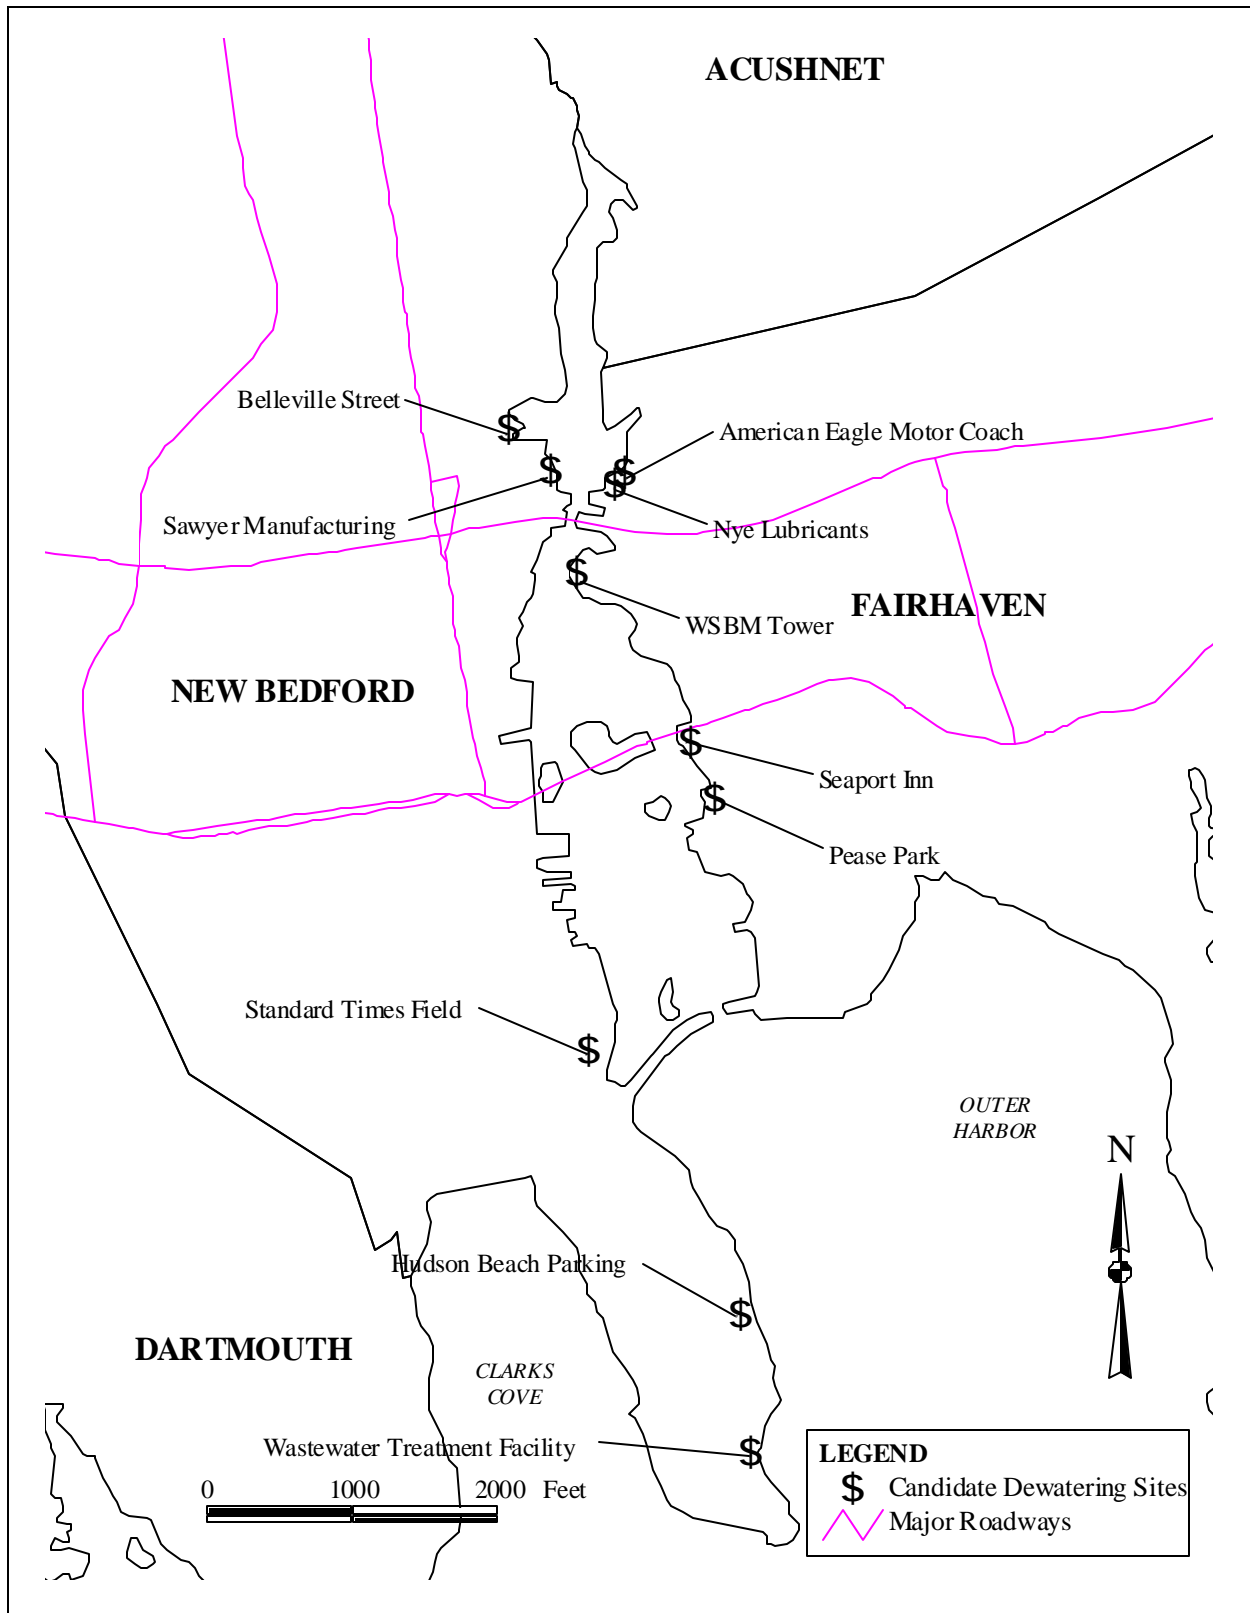 ACUSHNET
Belleville Street
American Eagle Motor Coach
Sawyer Manufacturing
Nye Lubricants
FAIRHAVEN
WSBM Tower
NEW BEDFORD
Seaport Inn
Pease Park
Standard Times Field
OUTER
HARBOR
N
Hudson Beach Parking
DARTMOUTH
CLARKS
COVE
Wastewater Treatment Facility
0 1000 2000 Feet
LEGEND
$ Candidate Dewatering Sites
Major Roadways